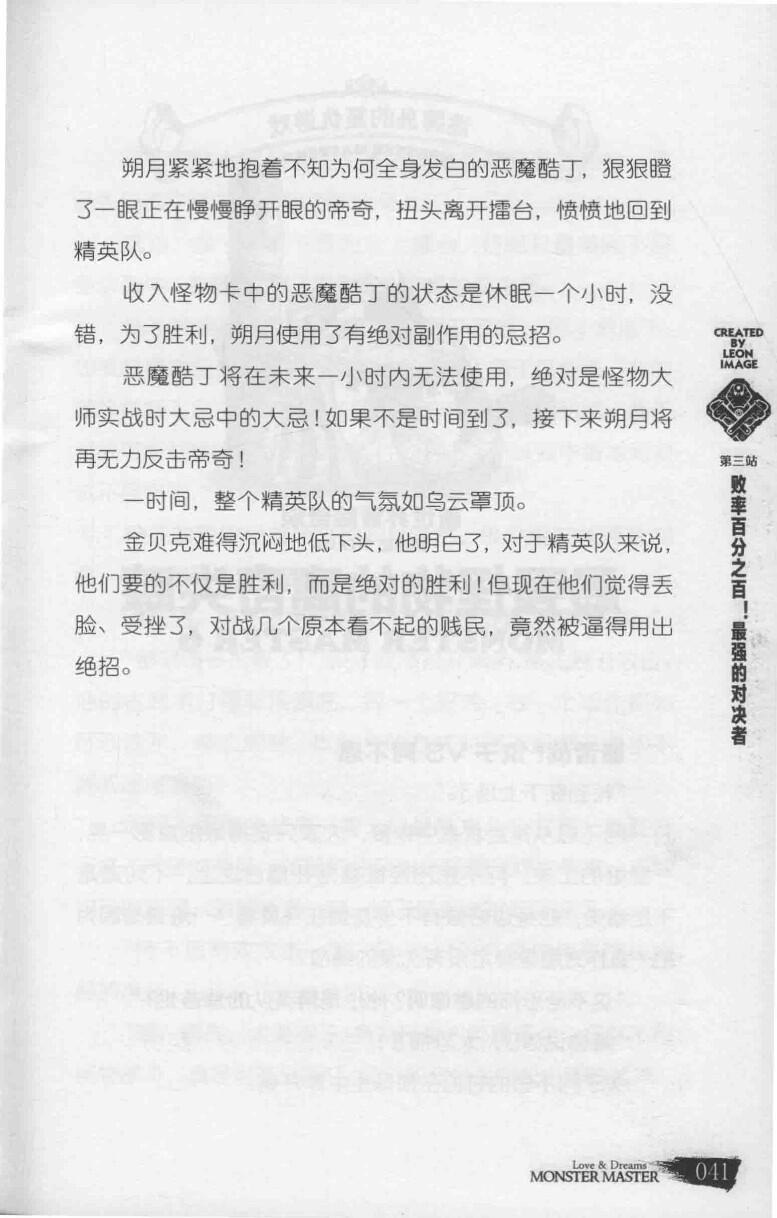 朔月紧紧地抱着不知为何全身发白的恶魔酷丁，狠狠瞪
了一眼正在慢慢睁开眼的帝奇，扭头离开擂台，愤愤地回到
精英队。
收入怪物卡中的恶魔酷丁的状态是休眠一个小时，没
错，为了胜利，朔月使用了有绝对副作用的忌招。
恶魔酷丁将在未来一小时内无法使用，绝对是怪物大
师实战时大忌中的大忌！如果不是时间到了，接下来朔月将
再无力反击帝奇！
一时间，整个精英队的气氛如乌云罩顶。
金贝克难得沉闷地低下头，他明白了，对于精英队来说，
他们要的不仅是胜利，而是绝对的胜利！但现在他们觉得丢
脸、受挫了，对战几个原本看不起的贱民，竟然被逼得用出
绝招。
CREATED
BY
LEON
IMAGE
第三站
败率百分之百！最强的对决者
Love & Dreams
MONSTER MASTER
041